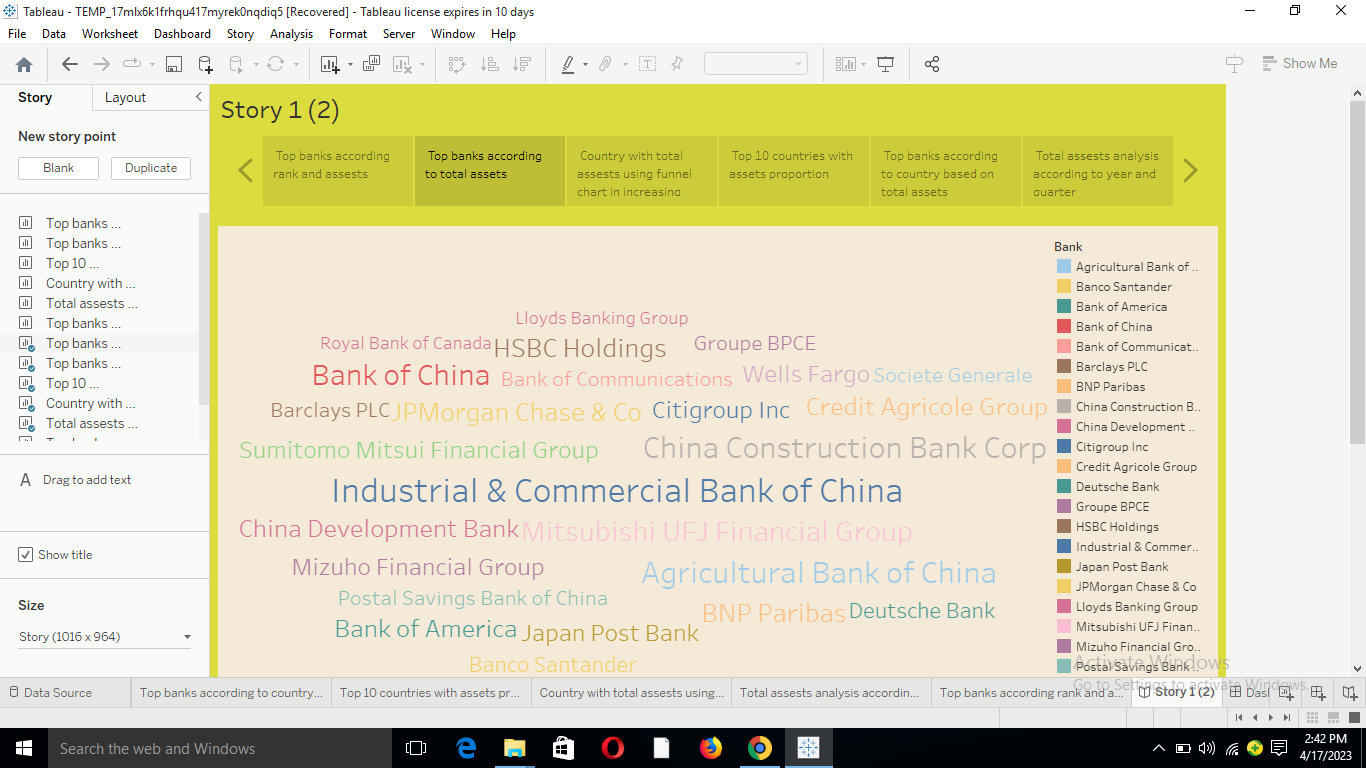 Tableau - TEMP_17mlx6k1frhqu417myrek0nqdiq5 [Recovered] - Tableau license expires in 10 days
File Data Worksheet Dashboard Story Analysis Format Server Window Help
Show Me
Story Layout
New story point
Blank Duplicate
Top banks ...
Top banks ...
Top 10 ...
Country with ...
Total assests ...
Top banks ...
Top banks ...
Top banks ...
Top 10 ...
Country with ...
Total assests ...
A Drag to add text
Show title
Size
Story (1016 x 964)
Story 1 (2)
Top banks according
rank and assests
Top banks according
to total assets
Country with total
assests using funnel
chart in increasing
Top 10 countries with
assets proportion
Top banks according
to country based on
total assets
Total assests analysis
according to year and
quarter
Lloyds Banking Group
Royal Bank of Canada HSBC Holdings Groupe BPCE
Bank of China Bank of Communications Wells Fargo Societe Generale
Barclays PLC JPMorgan Chase & Co Citigroup Inc Credit Agricole Group
Sumitomo Mitsui Financial Group China Construction Bank Corp
Industrial & Commercial Bank of China
China Development Bank Mitsubishi UFJ Financial Group
Mizuho Financial Group Agricultural Bank of China
Postal Savings Bank of China
BNP Paribas Deutsche Bank
Bank of America Japan Post Bank
Banco Santander
Bank
Agricultural Bank of ..
Banco Santander
Bank of America
Bank of China
Bank of Communicat..
Barclays PLC
BNP Paribas
China Construction B..
China Development ..
Citigroup Inc
Credit Agricole Group
Deutsche Bank
Groupe BPCE
HSBC Holdings
Industrial & Commer..
Japan Post Bank
JPMorgan Chase & Co
Lloyds Banking Group
Mitsubishi UFJ Finan..
Mizuho Financial Gro..
Postal Savings Bank ..
Activate Windows
Go to Settings to activate Windows.
Data Source Top banks according to country... Top 10 countries with assets pr... Country with total assests using... Total assests analysis accordin... Top banks according rank and a... Story 1 (2) Dasl
Search the web and Windows
2:42 PM
4/17/2023